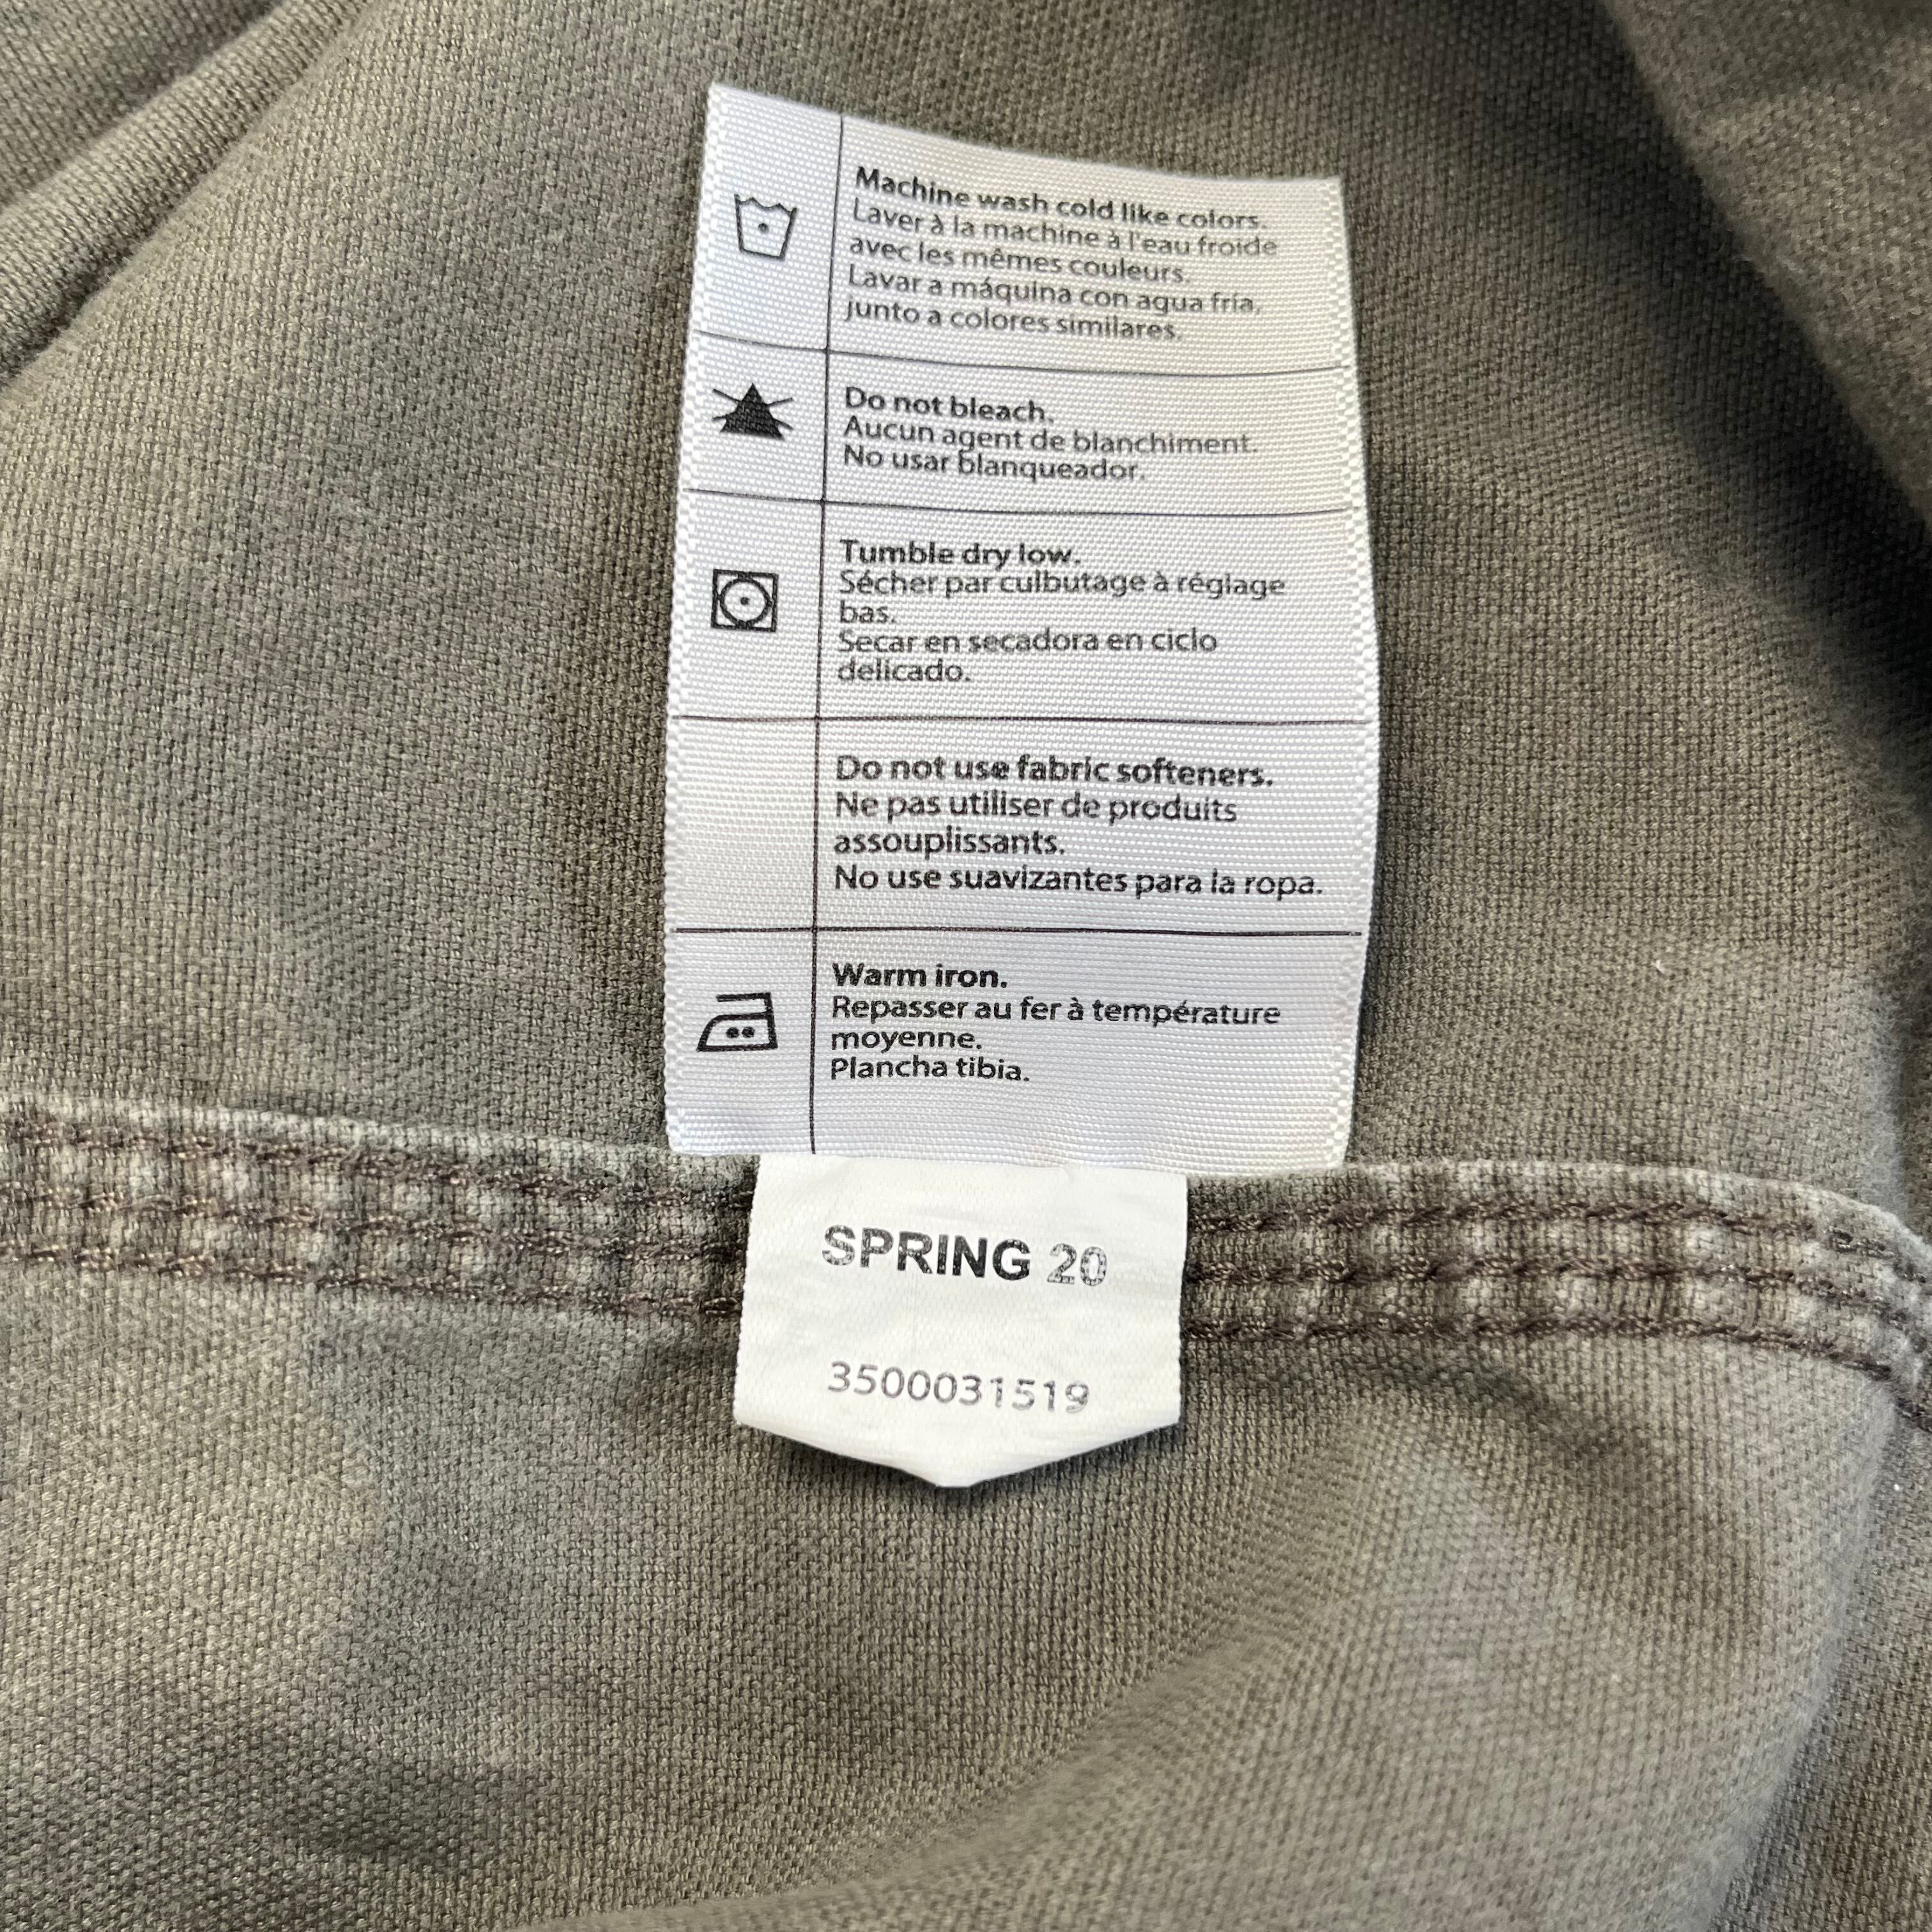 Machine wash cold like colors.
Laver à la machine à l'eau froide
avec les mêmes couleurs.
Lavar a máquina con agua fría,
junto a colores similares.
Do not bleach.
Aucun agent de blanchiment.
No usar blanqueador.
Tumble dry low.
Sécher par culbutage à réglage
bas.
Secar en secadora en ciclo
delicado.
Do not use fabric softeners.
Ne pas utiliser de produits
assouplissants.
No use suavizantes para la ropa.
Warm iron.
Repasser au fer à température
moyenne.
Plancha tibia.
SPRING 20
3500031519